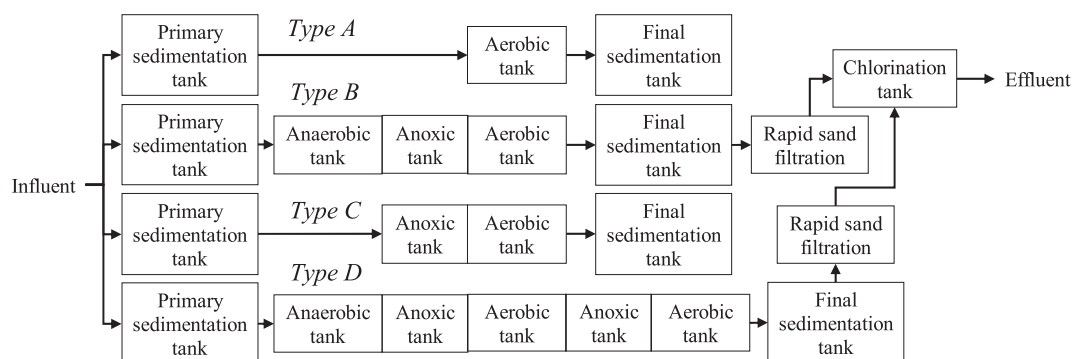 Influent
Type A
Primary
sedimentation
tank
Aerobic
tank
Final
sedimentation
tank
Type B
Primary
sedimentation
tank
Anaerobic
tank
Anoxic
tank
Aerobic
tank
Final
sedimentation
tank
Rapid sand
filtration
Chlorination
tank
Effluent
Type C
Primary
sedimentation
tank
Anoxic
tank
Aerobic
tank
Final
sedimentation
tank
Type D
Primary
sedimentation
tank
Anaerobic
tank
Anoxic
tank
Aerobic
tank
Anoxic
tank
Aerobic
tank
Final
sedimentation
tank
Rapid sand
filtration